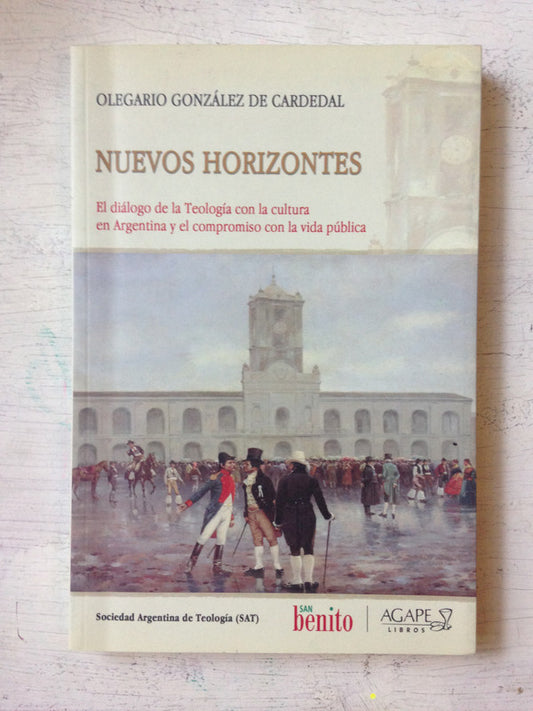 OLEGARIO GONZÁLEZ DE CARDEDAL
NUEVOS HORIZONTES
El diálogo de la Teología con la cultura
en Argentina y el compromiso con la vida pública
Sociedad Argentina de Teología (SAT)
SAN
benito
AGAPE
LIBROS